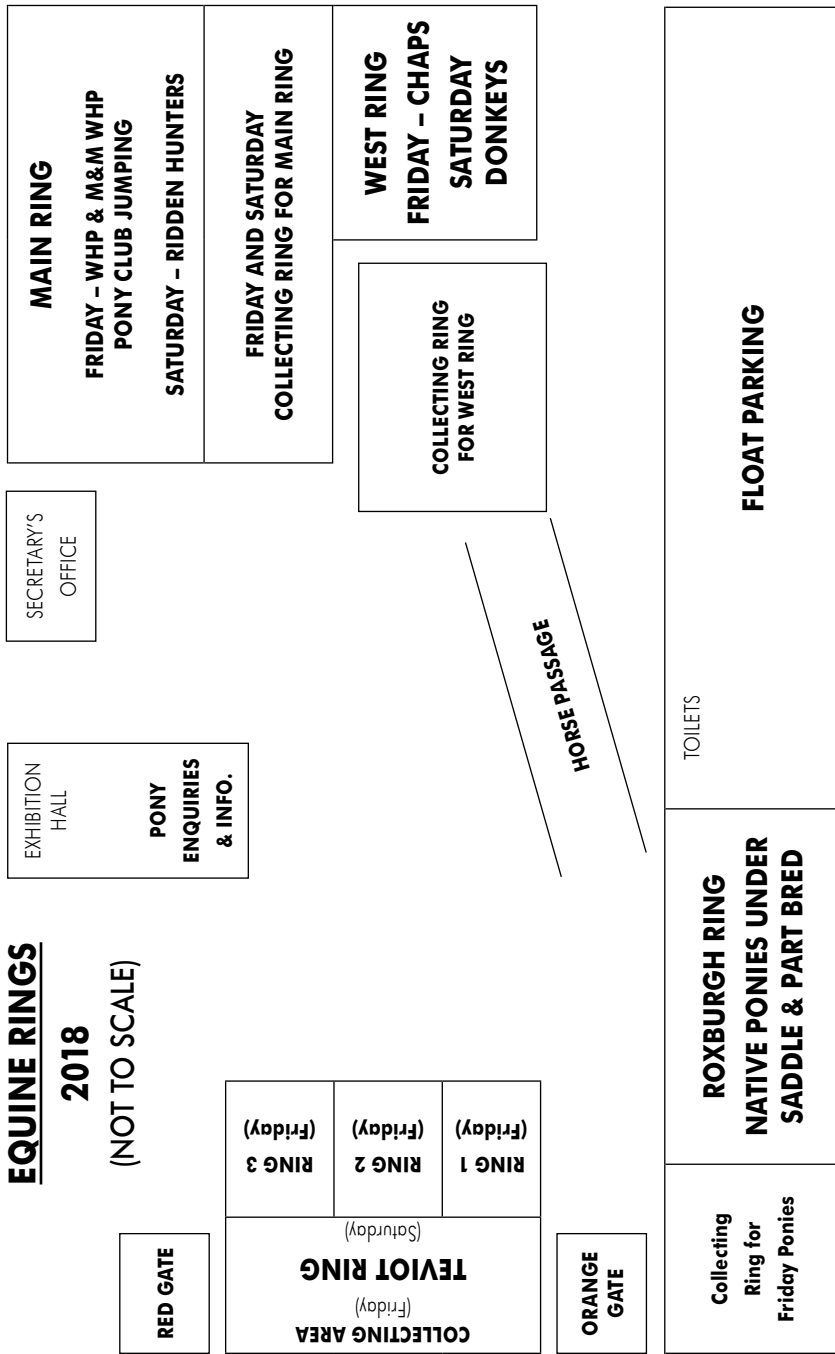 EQUINE RINGS
2018
(NOT TO SCALE)
EXHIBITION
HALL
PONY
ENQUIRIES
& INFO.
SECRETARY'S
OFFICE
MAIN RING
FRIDAY – WHP & M&M WHP
PONY CLUB JUMPING
SATURDAY – RIDDEN HUNTERS
FRIDAY AND SATURDAY
COLLECTING RING FOR MAIN RING
WEST RING
FRIDAY – CHAPS
SATURDAY
DONKEYS
COLLECTING RING
FOR WEST RING
HORSE PASSAGE
RED GATE
COLLECTING AREA
(Friday)
TEVIOT RING
(Saturday)
RING 3
(Friday)
RING 2
(Friday)
RING 1
(Friday)
ORANGE
GATE
Collecting
Ring for
Friday Ponies
ROXBURGH RING
NATIVE PONIES UNDER
SADDLE & PART BRED
TOILETS
FLOAT PARKING